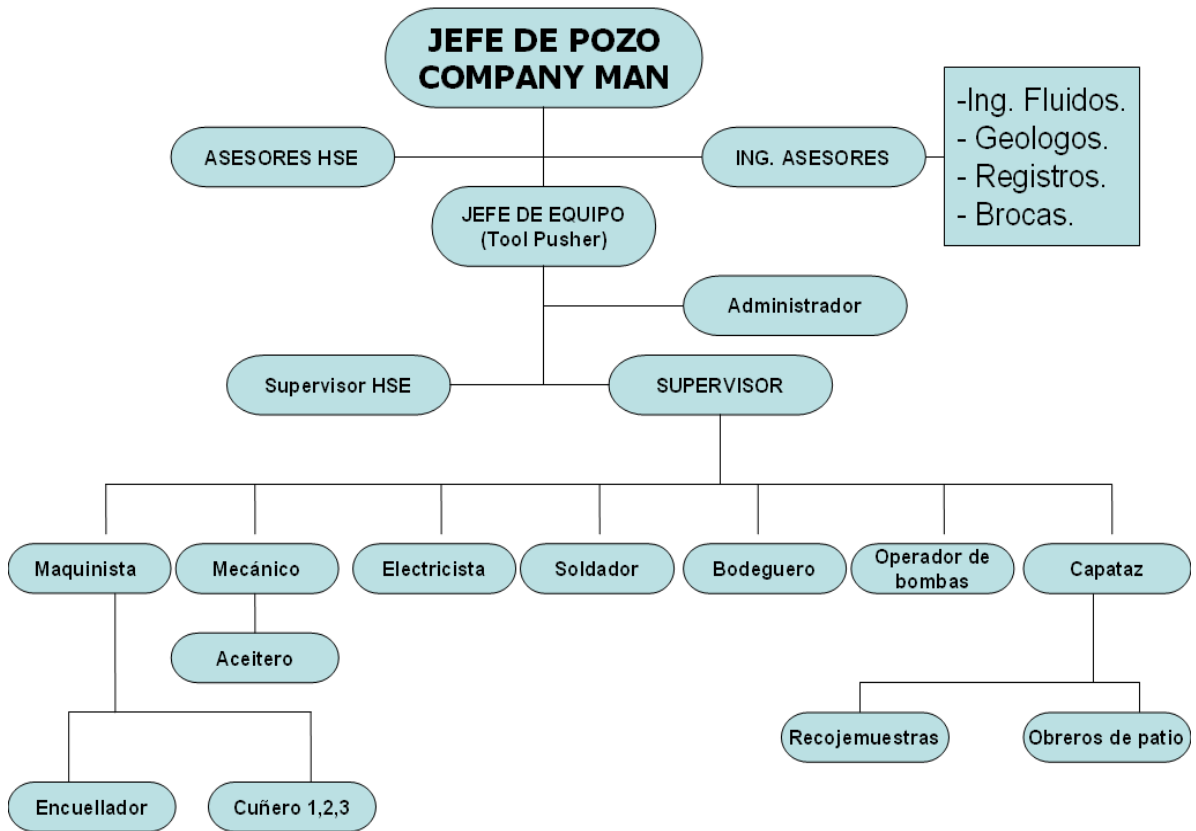 JEFE DE POZO
COMPANY MAN
ASESORES HSE
ING. ASESORES
-Ing. Fluidos.
- Geologos.
- Registros.
- Brocas.
JEFE DE EQUIPO
(Tool Pusher)
Administrador
Supervisor HSE
SUPERVISOR
Maquinista
Mecánico
Electricista
Soldador
Bodeguero
Operador de
bombas
Capataz
Aceitero
Recojemuestras
Obreros de patio
Encuellador
Cuñero 1,2,3